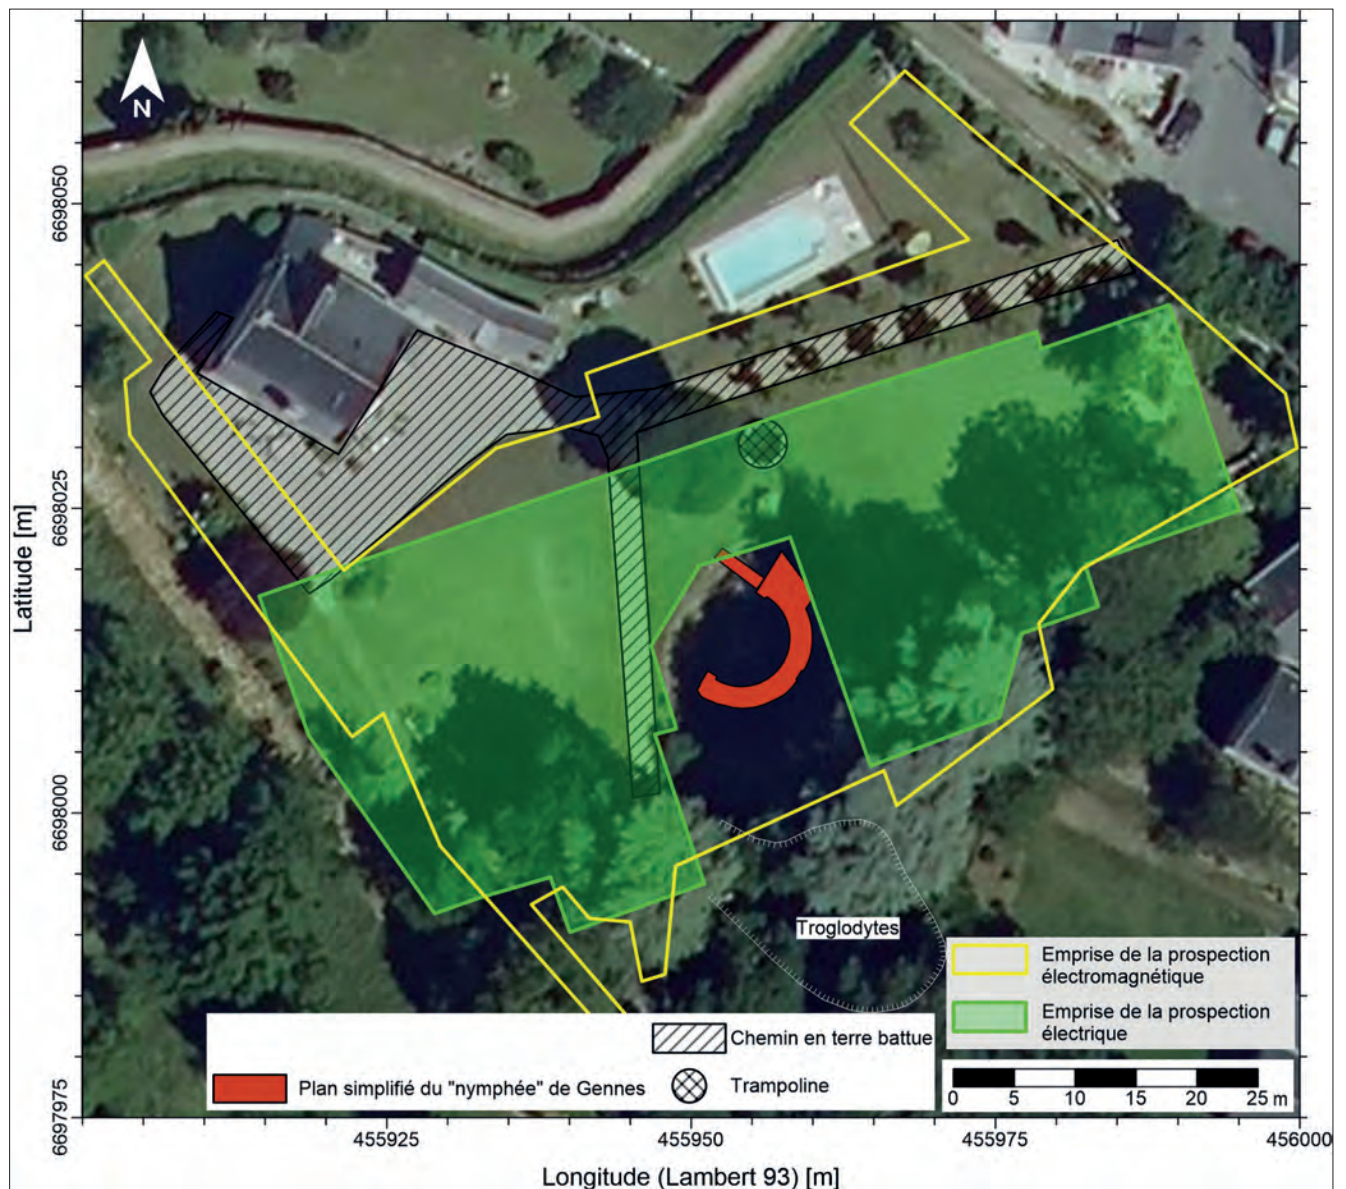 N
Latitude [m]
6698050
6698025
6698000
6697975
Troglodytes
Emprise de la prospection
électromagnétique
Emprise de la prospection
électrique
Chemin en terre battue
Plan simplifié du "nymphée" de Gennes
Trampoline
0 5 10 15 20 25 m
455925 455950 455975 456000
Longitude (Lambert 93) [m]